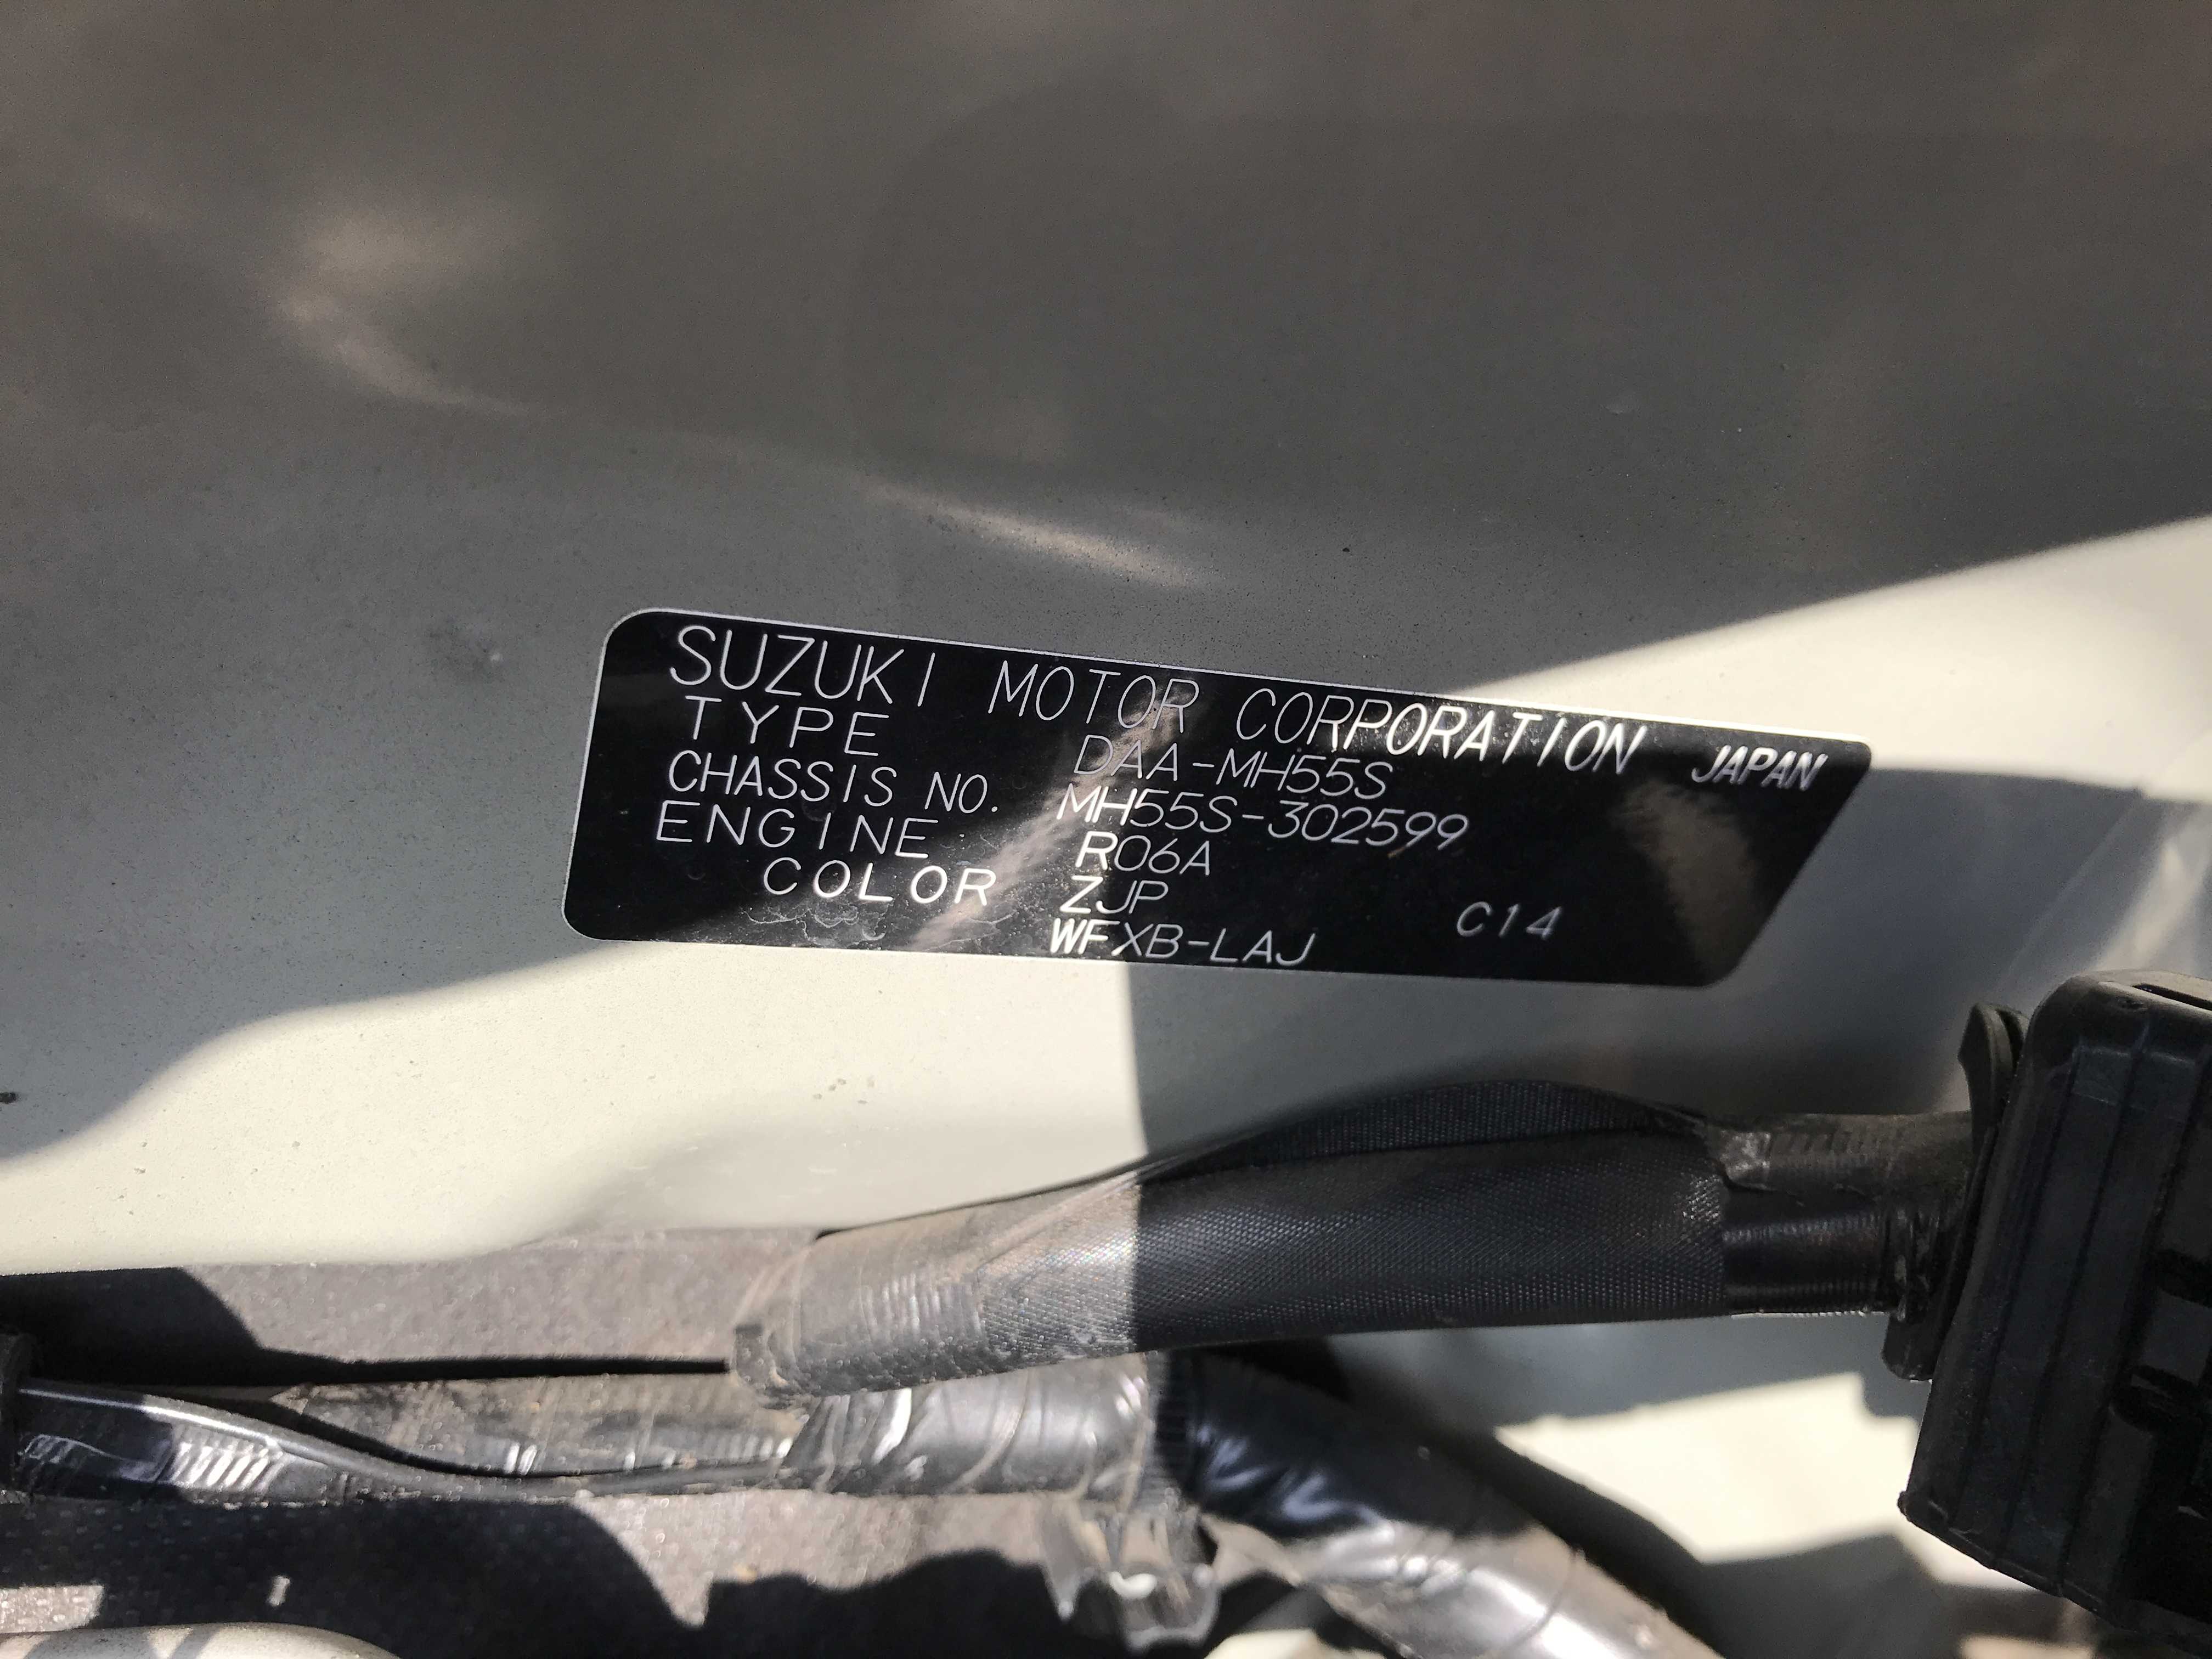 SUZUKI MOTOR CORPORATION JAPAN
TYPE DAA-MH55S
CHASSIS NO. MH55S-302599
ENGINE R06A
COLOR ZJP C14
WFXB-LAJ